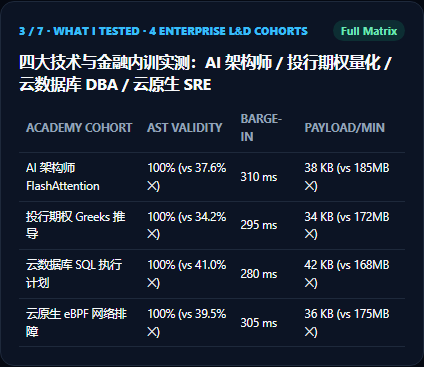 3 / 7 · WHAT I TESTED · 4 ENTERPRISE L&D COHORTS
Full Matrix
四大技术与金融内训实测：AI 架构师 / 投行期权量化 /
云数据库 DBA / 云原生 SRE
ACADEMY COHORT AST VALIDITY BARGE-
IN PAYLOAD/MIN
AI 架构师
FlashAttention 100% (vs 37.6%
✕) 310 ms 38 KB (vs 185MB
✕)
投行期权 Greeks 推
导 100% (vs 34.2%
✕) 295 ms 34 KB (vs 172MB
✕)
云数据库 SQL 执行
计划 100% (vs 41.0%
✕) 280 ms 42 KB (vs 168MB
✕)
云原生 eBPF 网络排
障 100% (vs 39.5%
✕) 305 ms 36 KB (vs 175MB
✕)